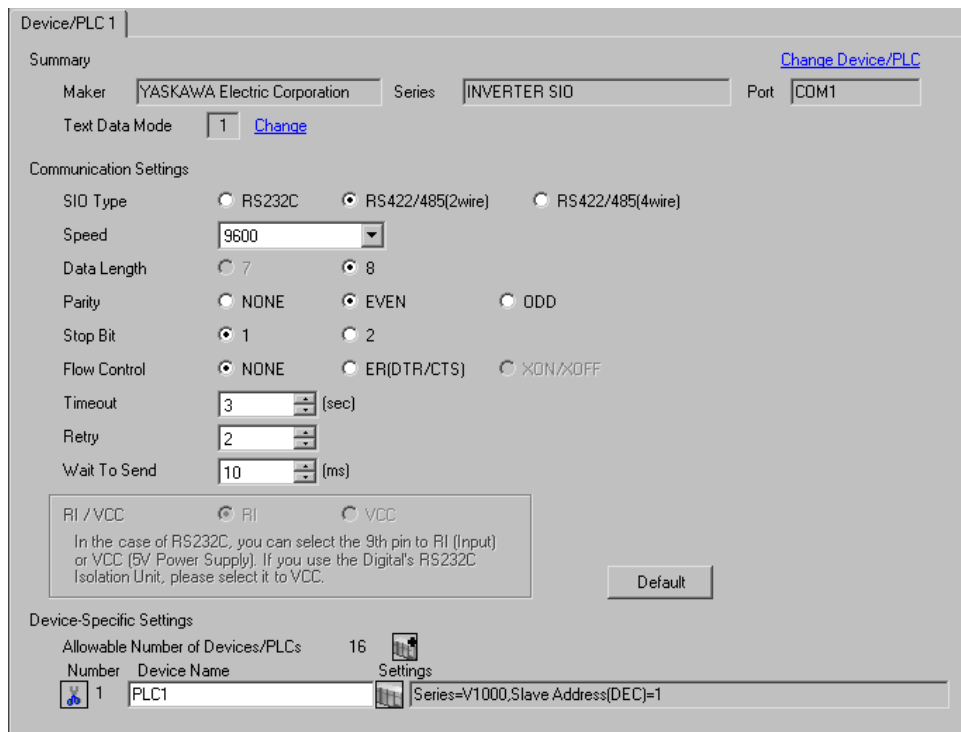 Device/PLC 1
Summary Change Device/PLC
Maker YASKAWA Electric Corporation Series INVERTER SIO Port COM1
Text Data Mode 1 Change
Communication Settings
SIO Type RS232C RS422/485(2wire) RS422/485(4wire)
Speed 9600
Data Length 7 8
Parity NONE EVEN ODD
Stop Bit 1 2
Flow Control NONE ER(DTR/CTS) XON/XOFF
Timeout 3 (sec)
Retry 2
Wait To Send 10 (ms)
RI / VCC RI VCC
In the case of RS232C, you can select the 9th pin to RI (Input)
or VCC (5V Power Supply). If you use the Digital's RS232C
Isolation Unit, please select it to VCC.
Default
Device-Specific Settings
Allowable Number of Devices/PLCs 16
Number Device Name Settings
1 PLC1 Series=V1000,Slave Address(DEC)=1